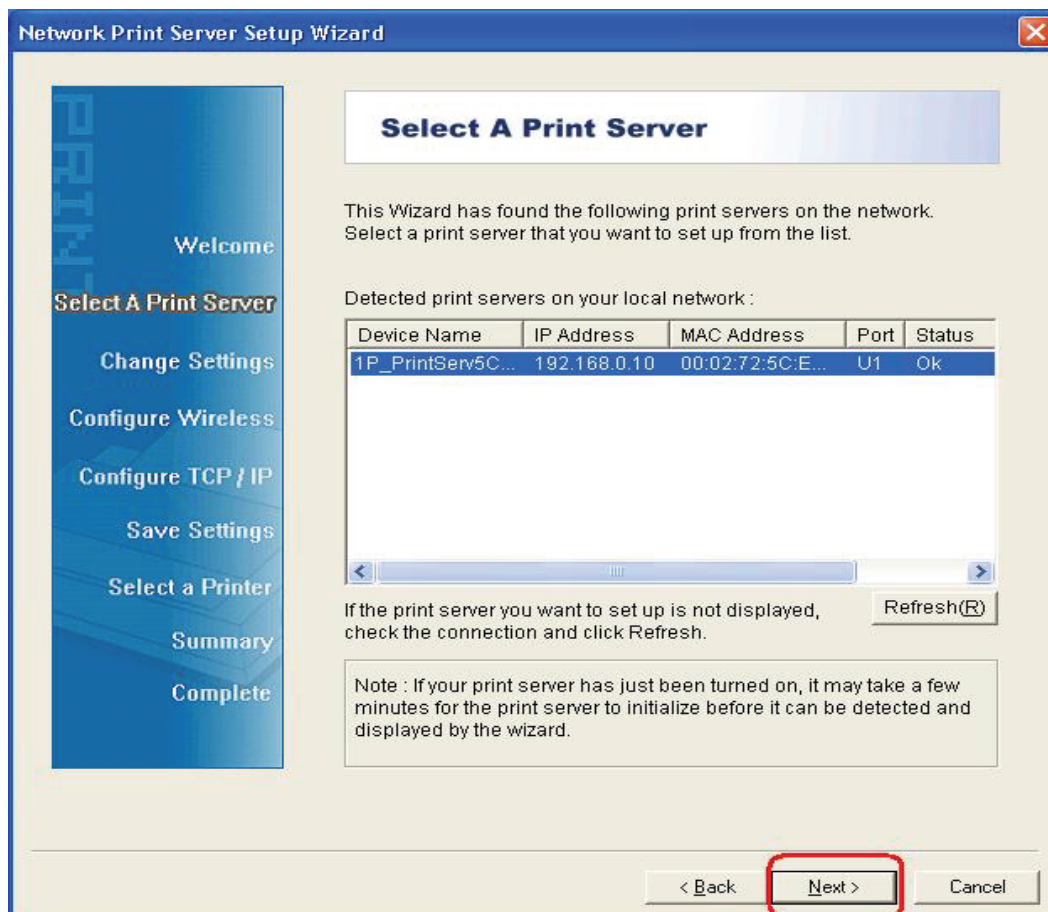 Network Print Server Setup Wizard
PRINT
Welcome
Select A Print Server
Change Settings
Configure Wireless
Configure TCP / IP
Save Settings
Select a Printer
Summary
Complete
Select A Print Server
This Wizard has found the following print servers on the network.
Select a print server that you want to set up from the list.
Detected print servers on your local network :
Device Name IP Address MAC Address Port Status
1P_PrintServ5C... 192.168.0.10 00:02:72:5C:E... U1 Ok
If the print server you want to set up is not displayed,
check the connection and click Refresh.
Refresh(R)
Note : If your print server has just been turned on, it may take a few
minutes for the print server to initialize before it can be detected and
displayed by the wizard.
< Back Next > Cancel